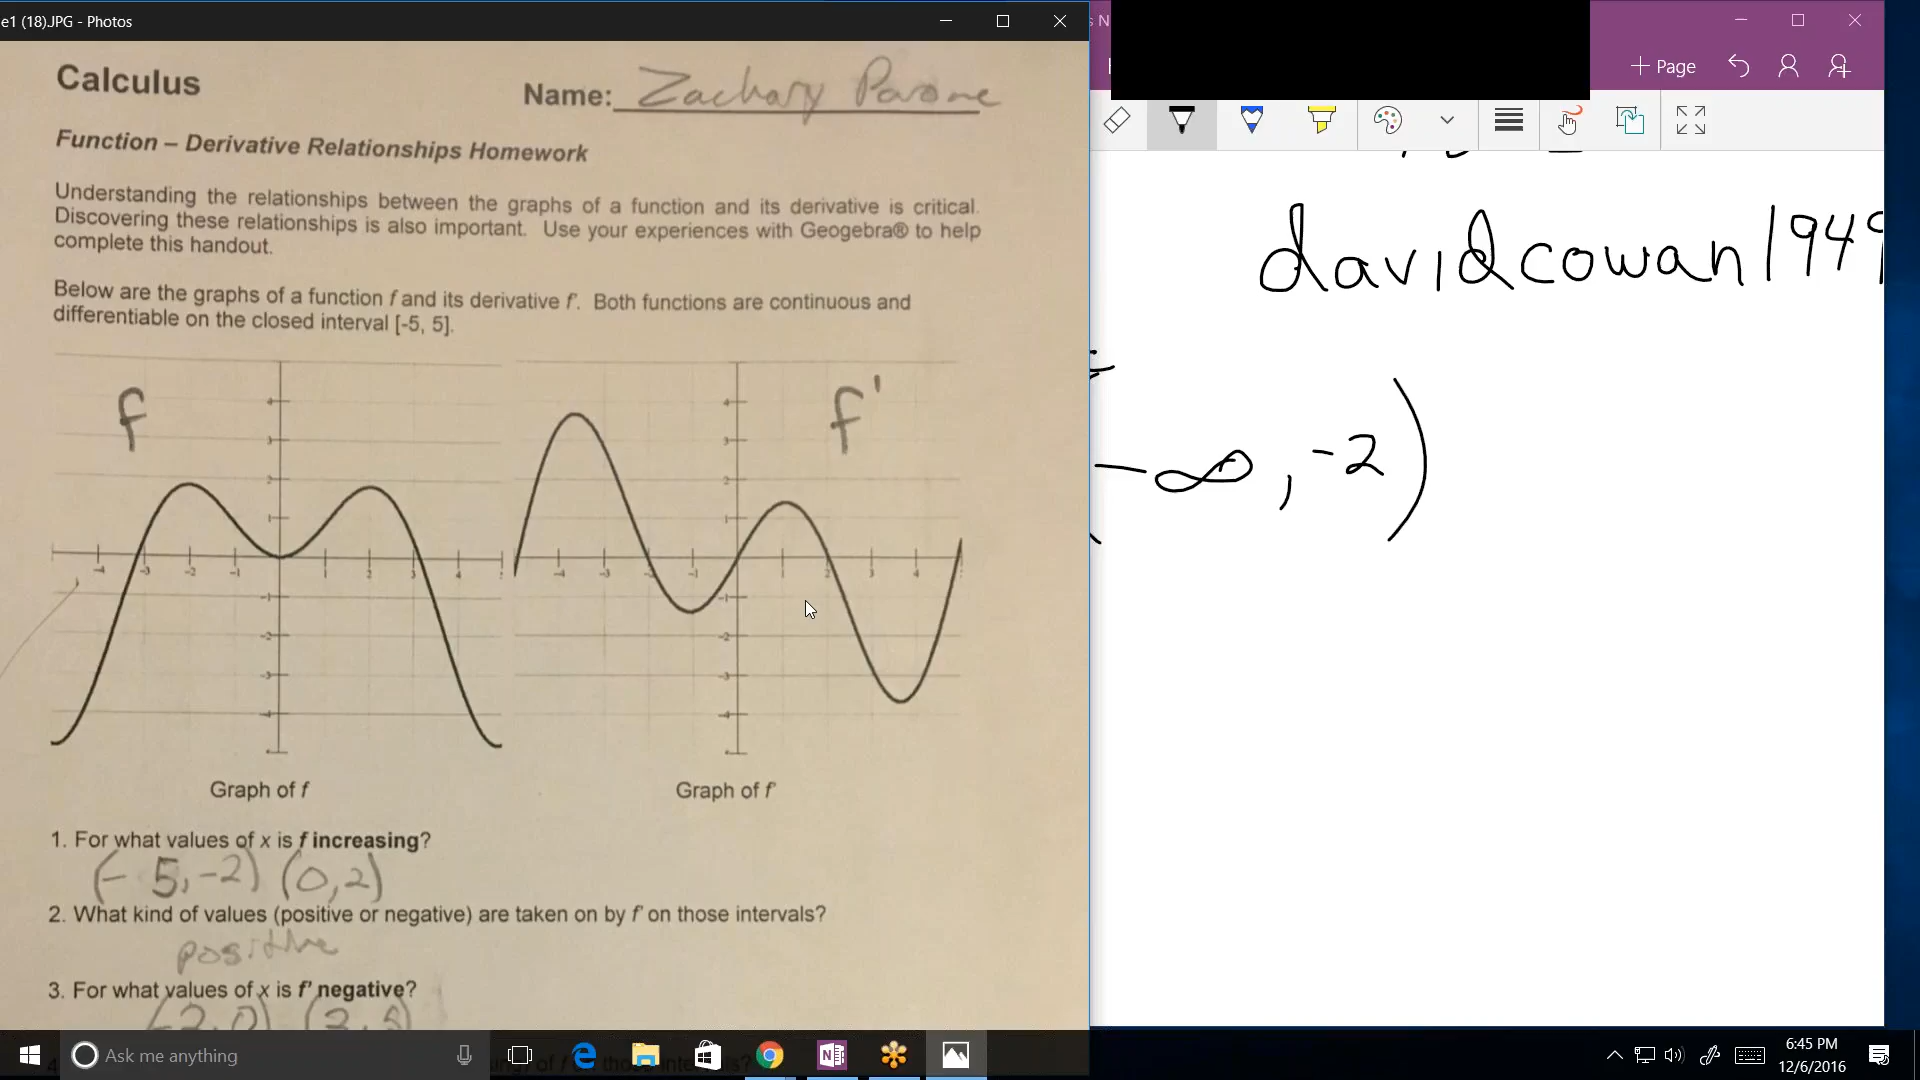 e1 (18).JPG - Photos
Calculus
Name: Zachary Pavone
Function – Derivative Relationships Homework
Understanding the relationships between the graphs of a function and its derivative is critical.
Discovering these relationships is also important. Use your experiences with Geogebra® to help
complete this handout.
Below are the graphs of a function f and its derivative f'. Both functions are continuous and
differentiable on the closed interval [-5, 5].
f
f'
Graph of f
Graph of f'
1. For what values of x is f increasing?
(-5,-2) (0,2)
2. What kind of values (positive or negative) are taken on by f' on those intervals?
positive
3. For what values of x is f' negative?
Page
davidcowan1949
-∞, -2)
Ask me anything
6:45 PM
12/6/2016